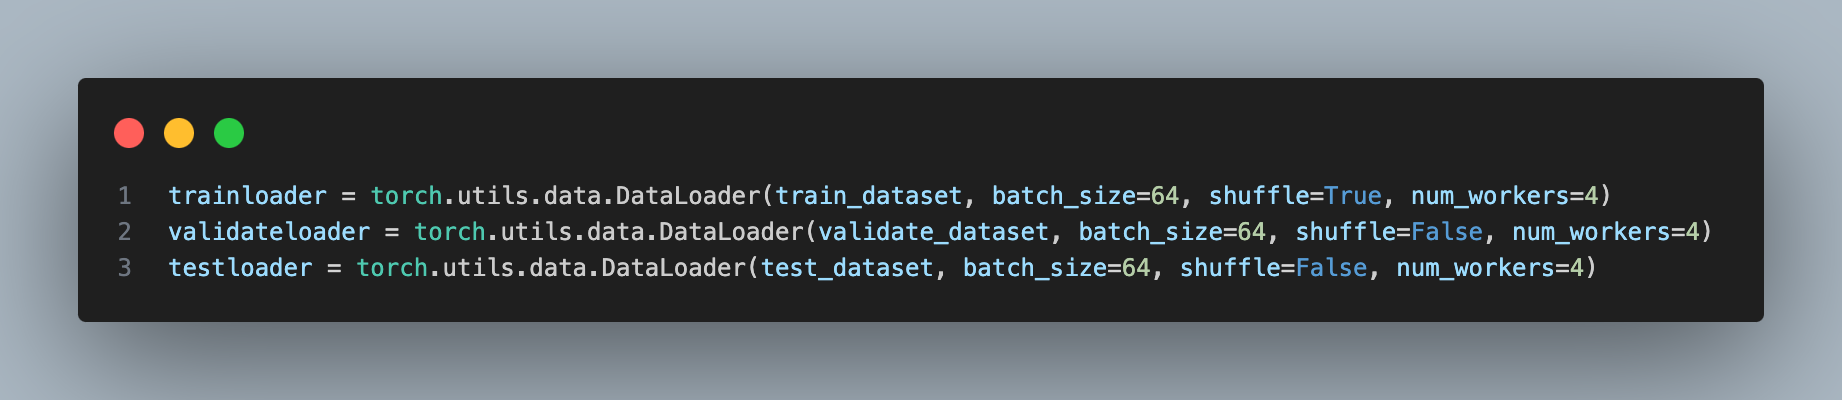 1 trainloader = torch.utils.data.DataLoader(train_dataset, batch_size=64, shuffle=True, num_workers=4)
2 validateloader = torch.utils.data.DataLoader(validate_dataset, batch_size=64, shuffle=False, num_workers=4)
3 testloader = torch.utils.data.DataLoader(test_dataset, batch_size=64, shuffle=False, num_workers=4)